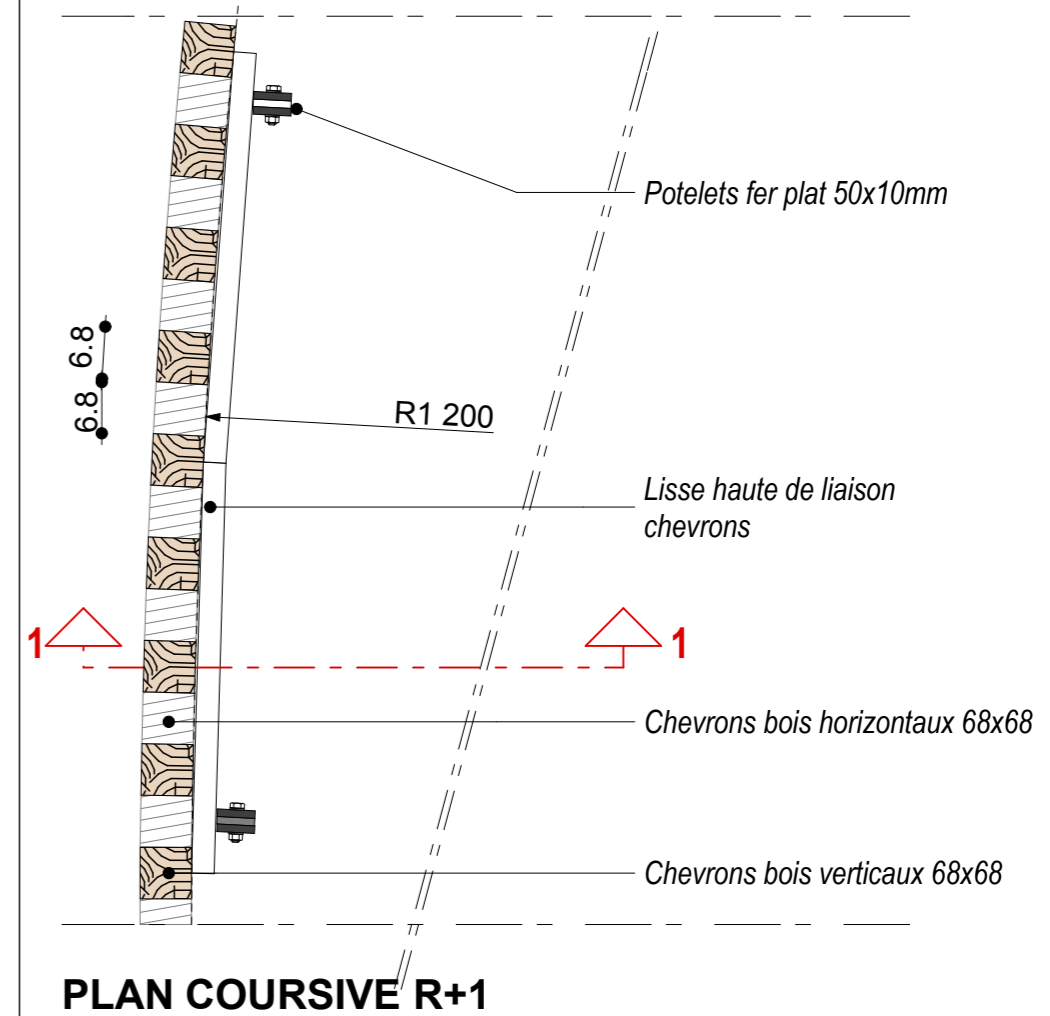 Potelets fer plat 50x10mm
6.8
6.8
R1 200
Lisse haute de liaison
chevrons
1
1
Chevrons bois horizontaux 68x68
Chevrons bois verticaux 68x68
PLAN COURSIVE R+1